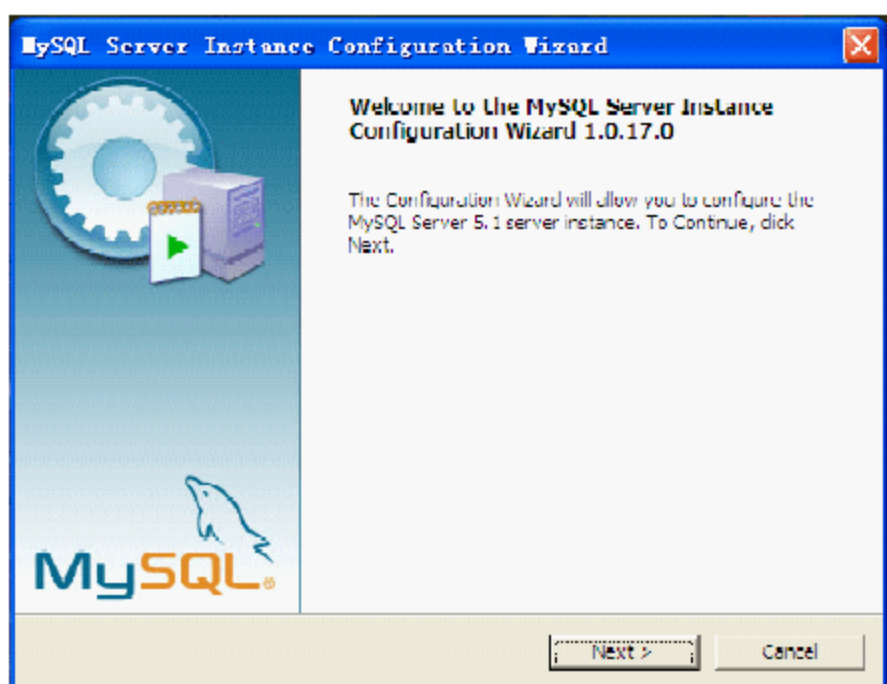 MySQL Server Instance Configuration Wizard
Welcome to the MySQL Server Instance
Configuration Wizard 1.0.17.0
The Configuration Wizard will allow you to configure the
MySQL Server 5.1 server instance. To Continue, click
Next.
MySQL®
Next >
Cancel